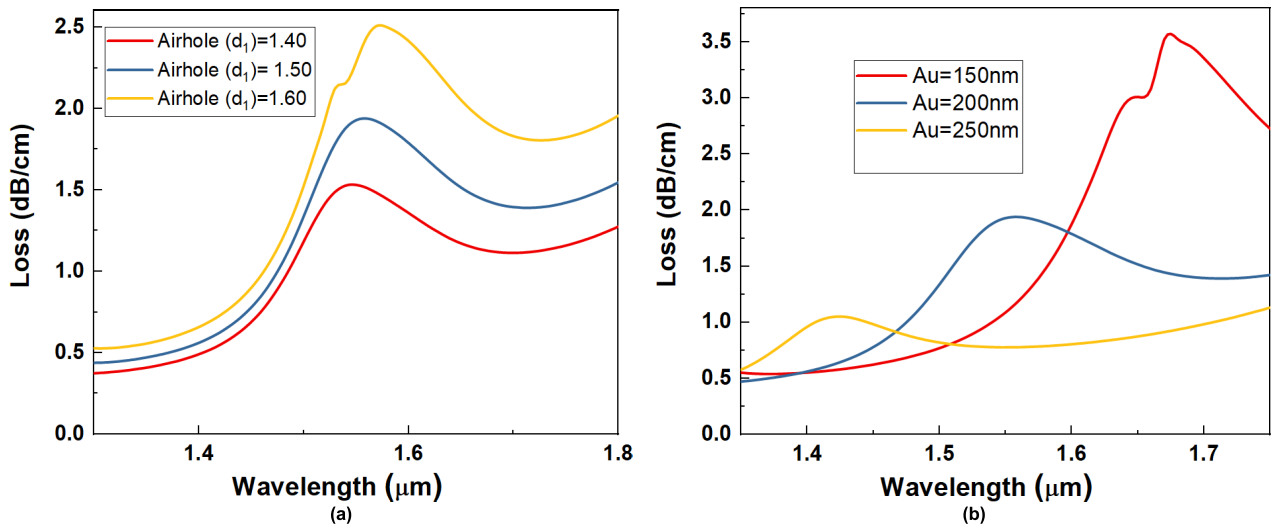 2.5
2.0
1.5
1.0
0.5
0.0
Loss (dB/cm)
Airhole (d₁)=1.40
Airhole (d₁)= 1.50
Airhole (d₁)=1.60
1.4 1.6 1.8
Wavelength (μm)
(a)
3.5
3.0
2.5
2.0
1.5
1.0
0.5
0.0
Loss (dB/cm)
Au=150nm
Au=200nm
Au=250nm
1.4 1.5 1.6 1.7
Wavelength (μm)
(b)